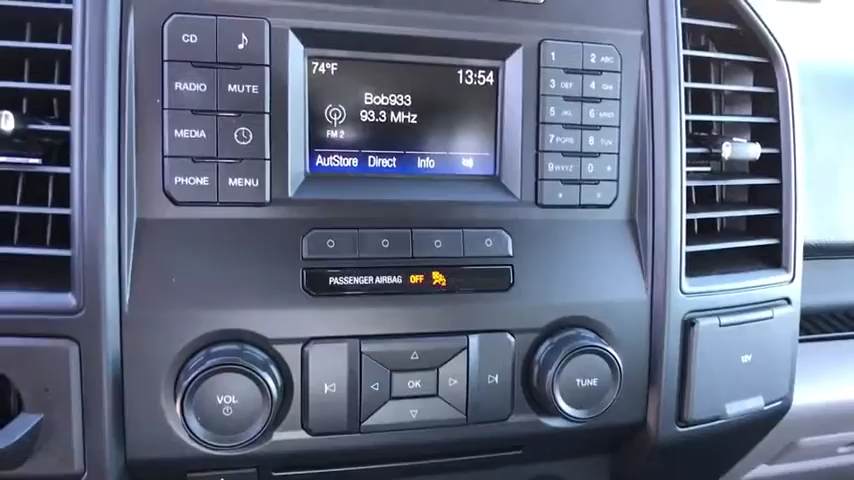 CD
RADIO MUTE
MEDIA
PHONE MENU
74°F 13:54
Bob933
93.3 MHz
FM 2
AutStore Direct Info
1 2 ABC
3 DEF 4 GHI
5 JKL 6 MNO
7 PQRS 8 TUV
9 WXYZ 0
* #
PASSENGER AIRBAG OFF
VOL
OK
TUNE
12V